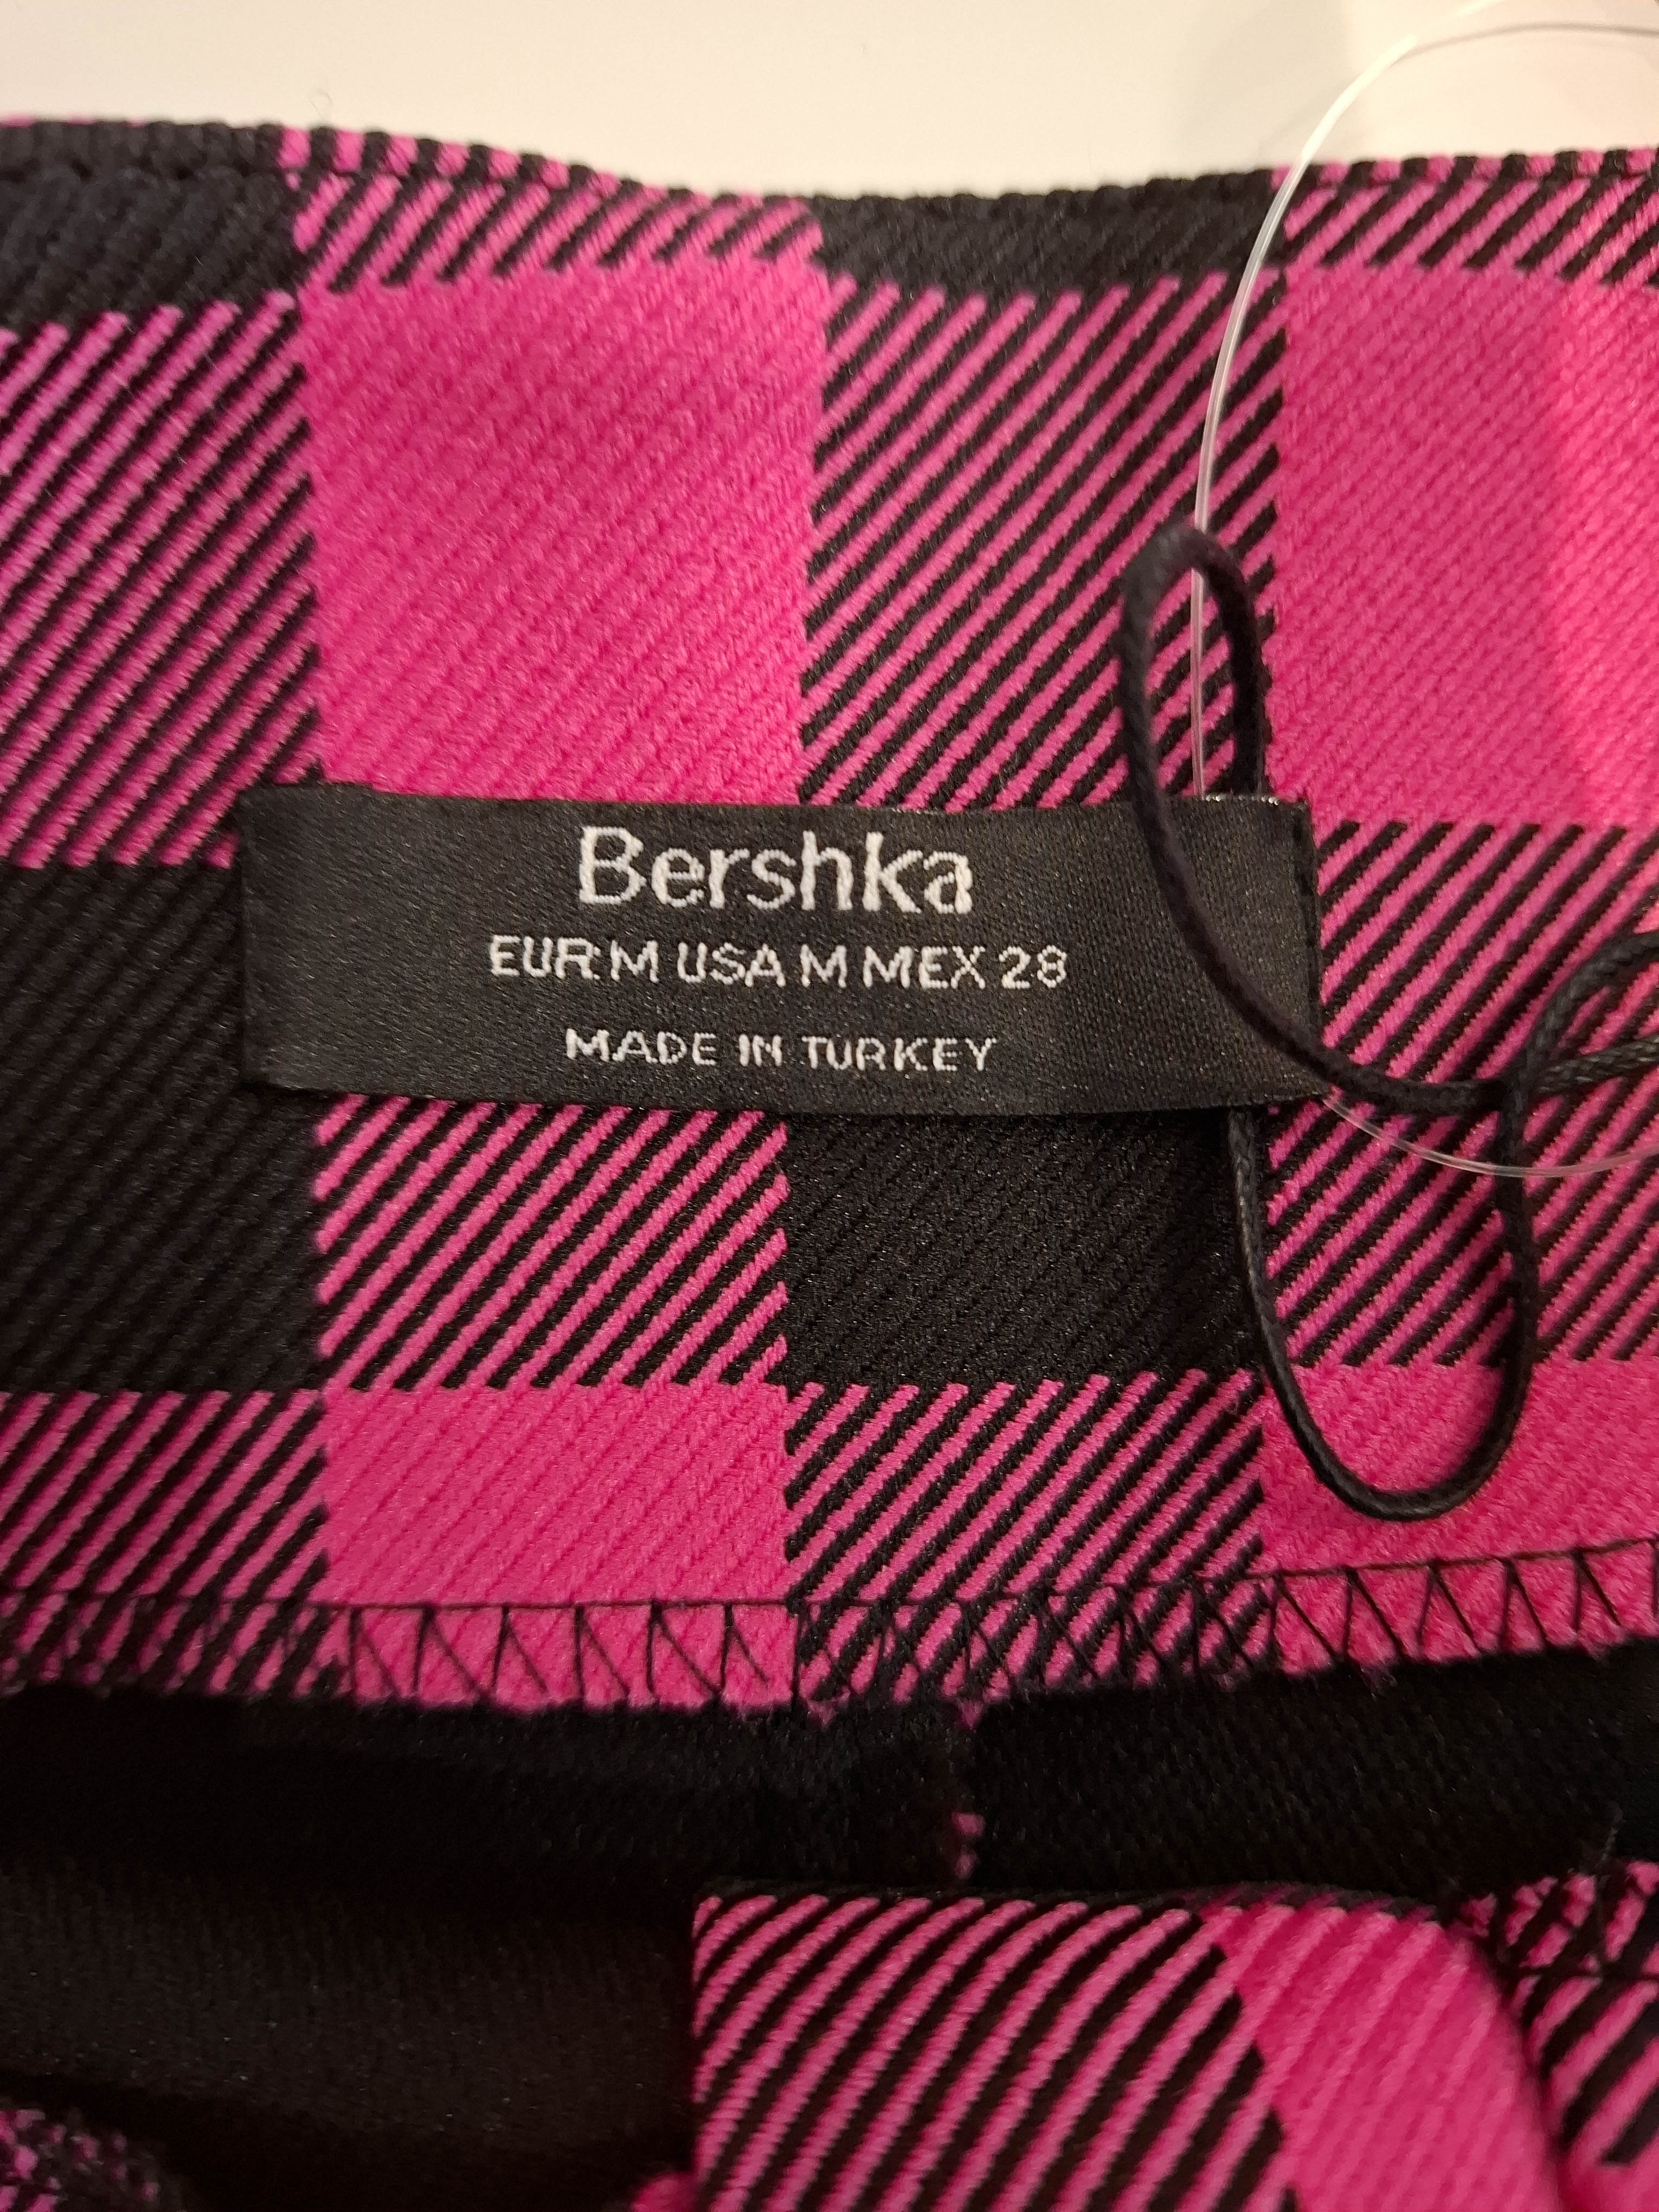 Bershka
EUR M USA M MEX 28
MADE IN TURKEY